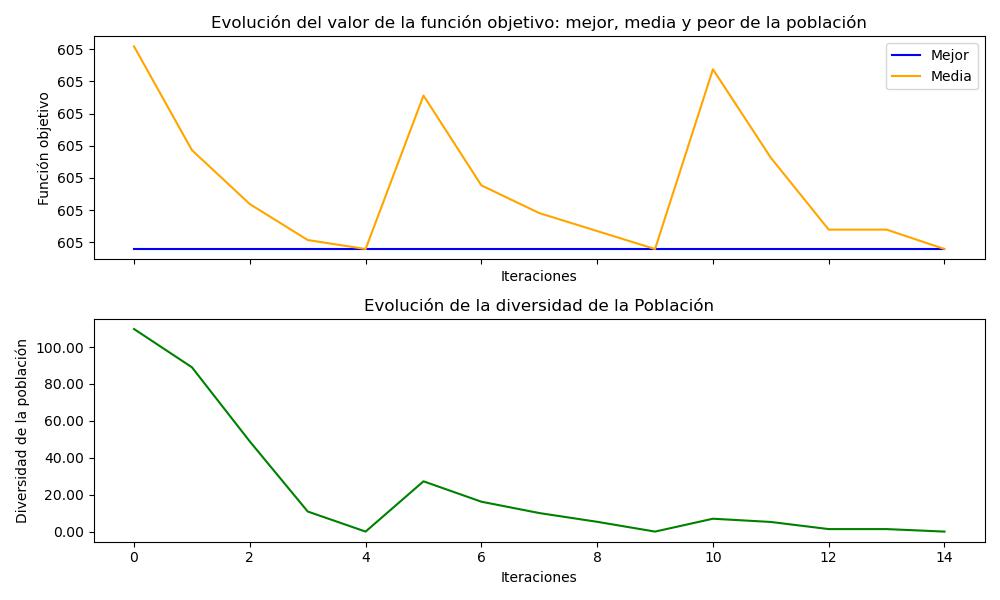 Evolución del valor de la función objetivo: mejor, media y peor de la población
605
605
605
605
605
605
605
Función objetivo
Mejor
Media
Iteraciones
Evolución de la diversidad de la Población
100.00
80.00
60.00
40.00
20.00
0.00
Diversidad de la población
0 2 4 6 8 10 12 14
Iteraciones